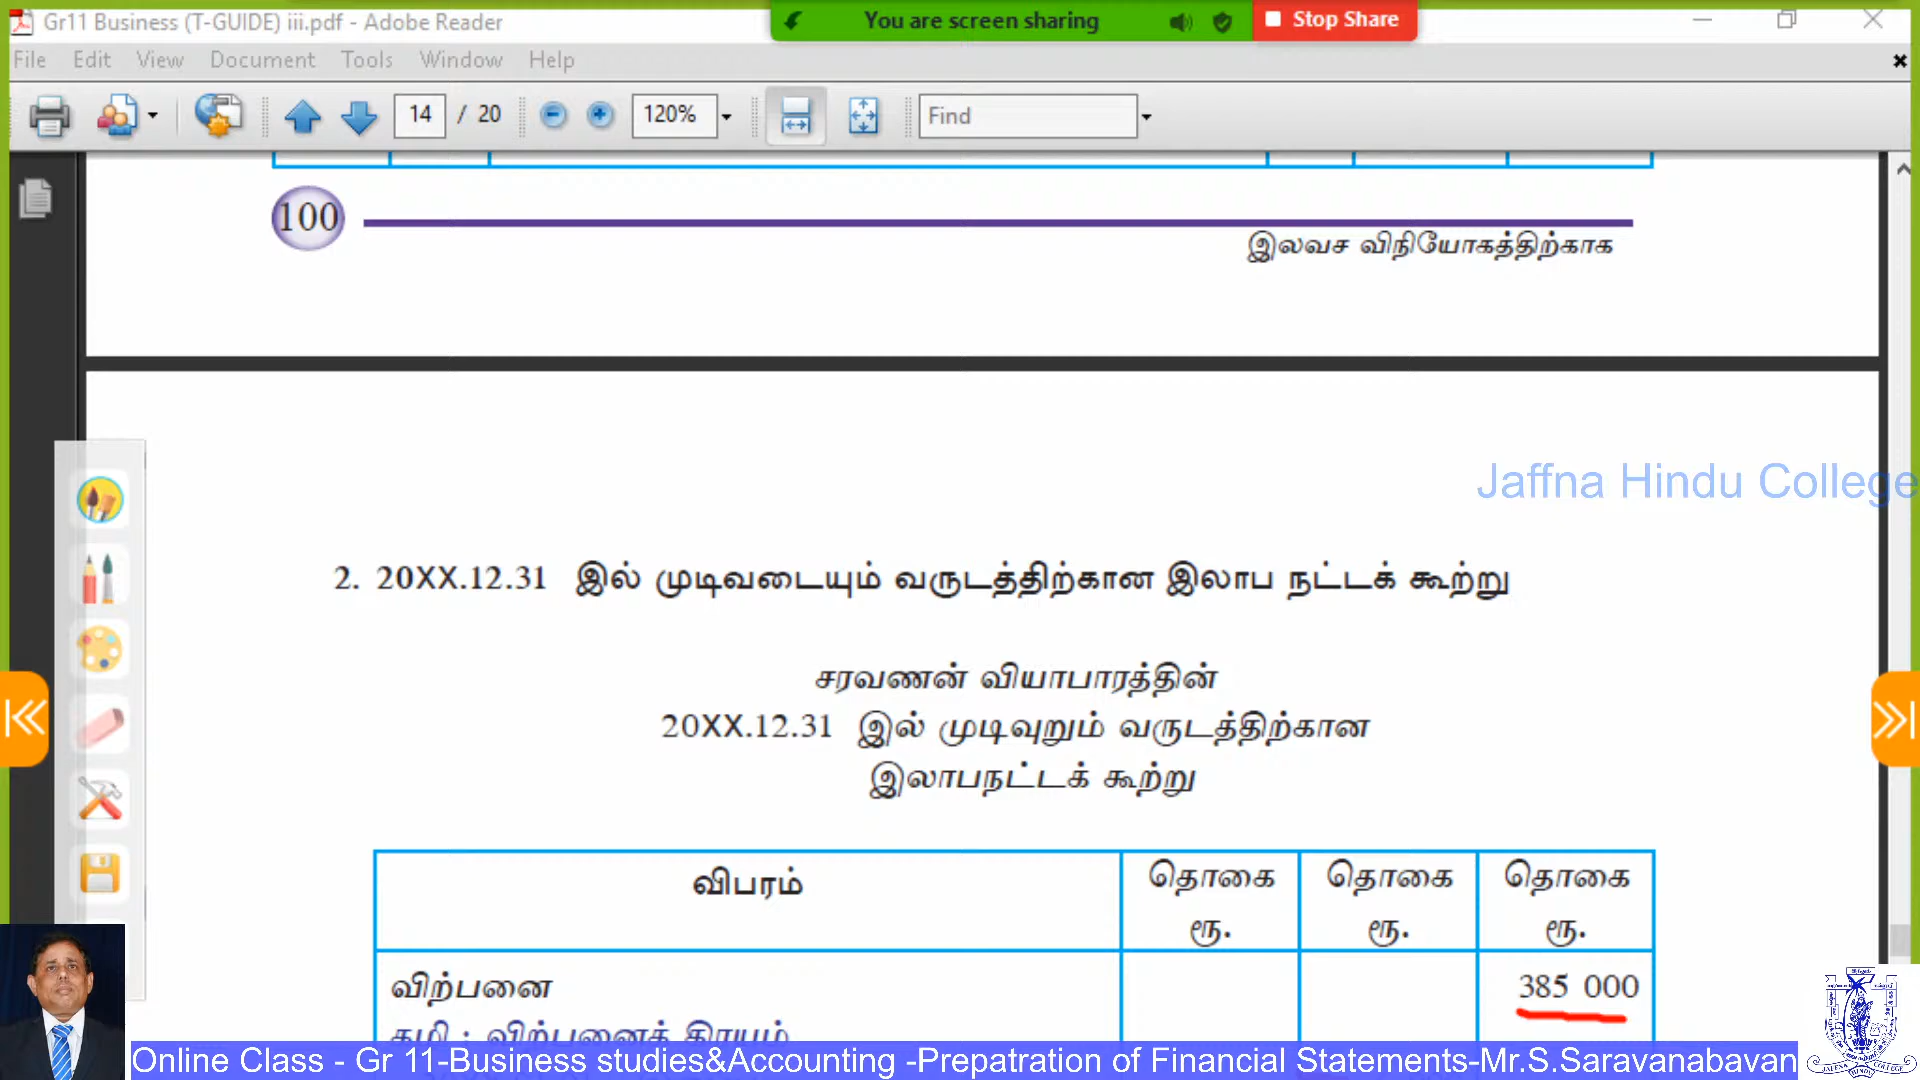 Gr11 Business (T-GUIDE) iii.pdf - Adobe Reader
You are screen sharing
Stop Share
File Edit View Document Tools Window Help
14 / 20 120% Find
100
இலவச விநியோகத்திற்காக
Jaffna Hindu College
2. 20XX.12.31 இல் முடிவடையும் வருடத்திற்கான இலாப நட்டக் கூற்று
சரவணன் வியாபாரத்தின்
20XX.12.31 இல் முடிவுறும் வருடத்திற்கான
இலாபநட்டக் கூற்று
விபரம் தொகை தொகை தொகை
ரூ. ரூ. ரூ.
விற்பனை 385 000
கழி : விற்பனைக் கிரயம்
Online Class - Gr 11-Business studies&Accounting -Prepatration of Financial Statements-Mr.S.Saravanabavan